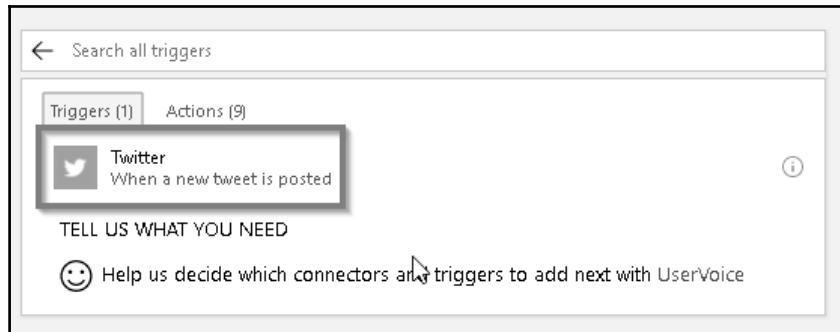 Search all triggers
Triggers (1) Actions (9)
Twitter
When a new tweet is posted
TELL US WHAT YOU NEED
Help us decide which connectors and triggers to add next with UserVoice